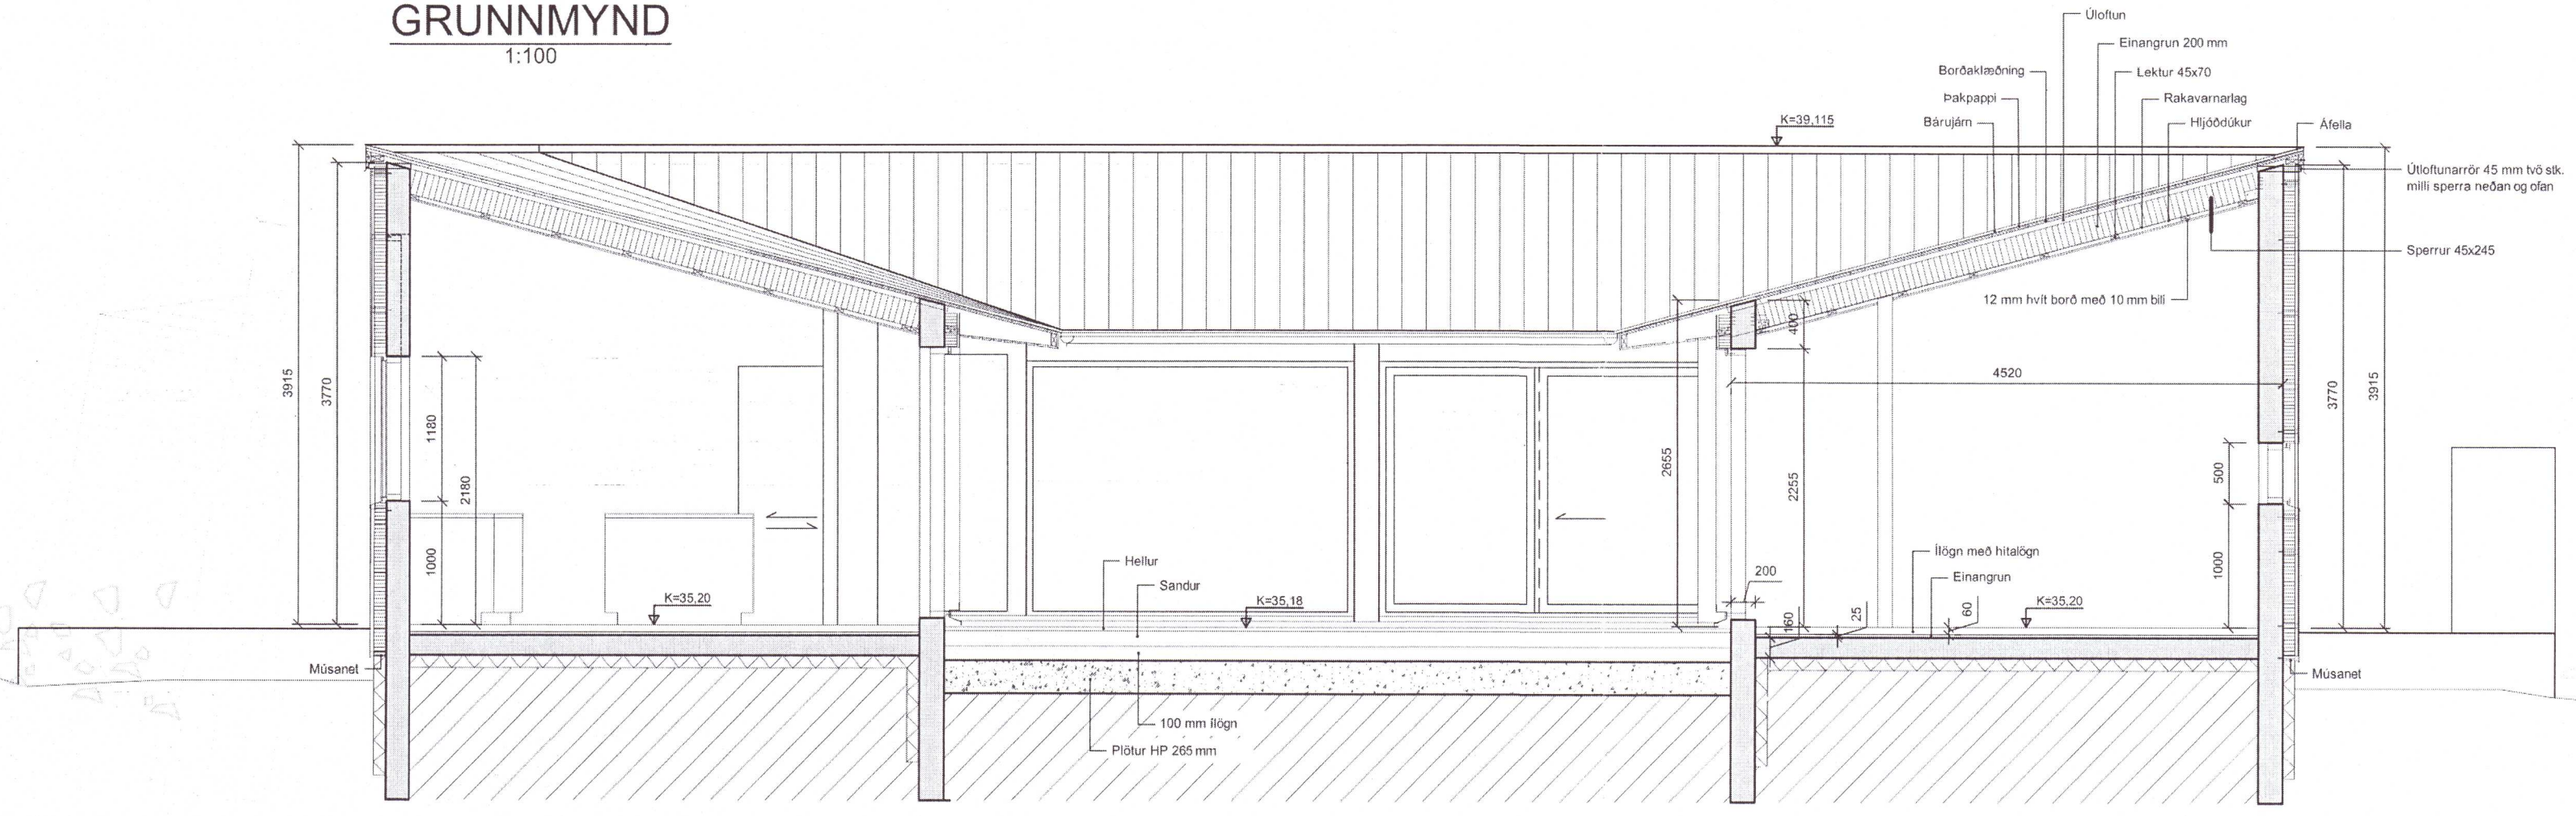 GRUNNMYND
1:100
Úloftun
Einangrun 200 mm
Borðaklæðning
Lektur 45x70
Þakpappi
Rakavarnarlag
Bárujárn
Hljóðdúkur
Áfella
K=39,115
Útloftunarrör 45 mm tvö stk.
milli sperra neðan og ofan
Sperrur 45x245
12 mm hvít borð með 10 mm bili
400
4520
3915
3770
1180
2180
1000
2655
2255
500
1000
3770
3915
Hellur
Sandur
200
Ílögn með hitalögn
Einangrun
K=35,20
K=35,18
160
25
60
K=35,20
Músanet
Músanet
100 mm ílögn
Plötur HP 265 mm